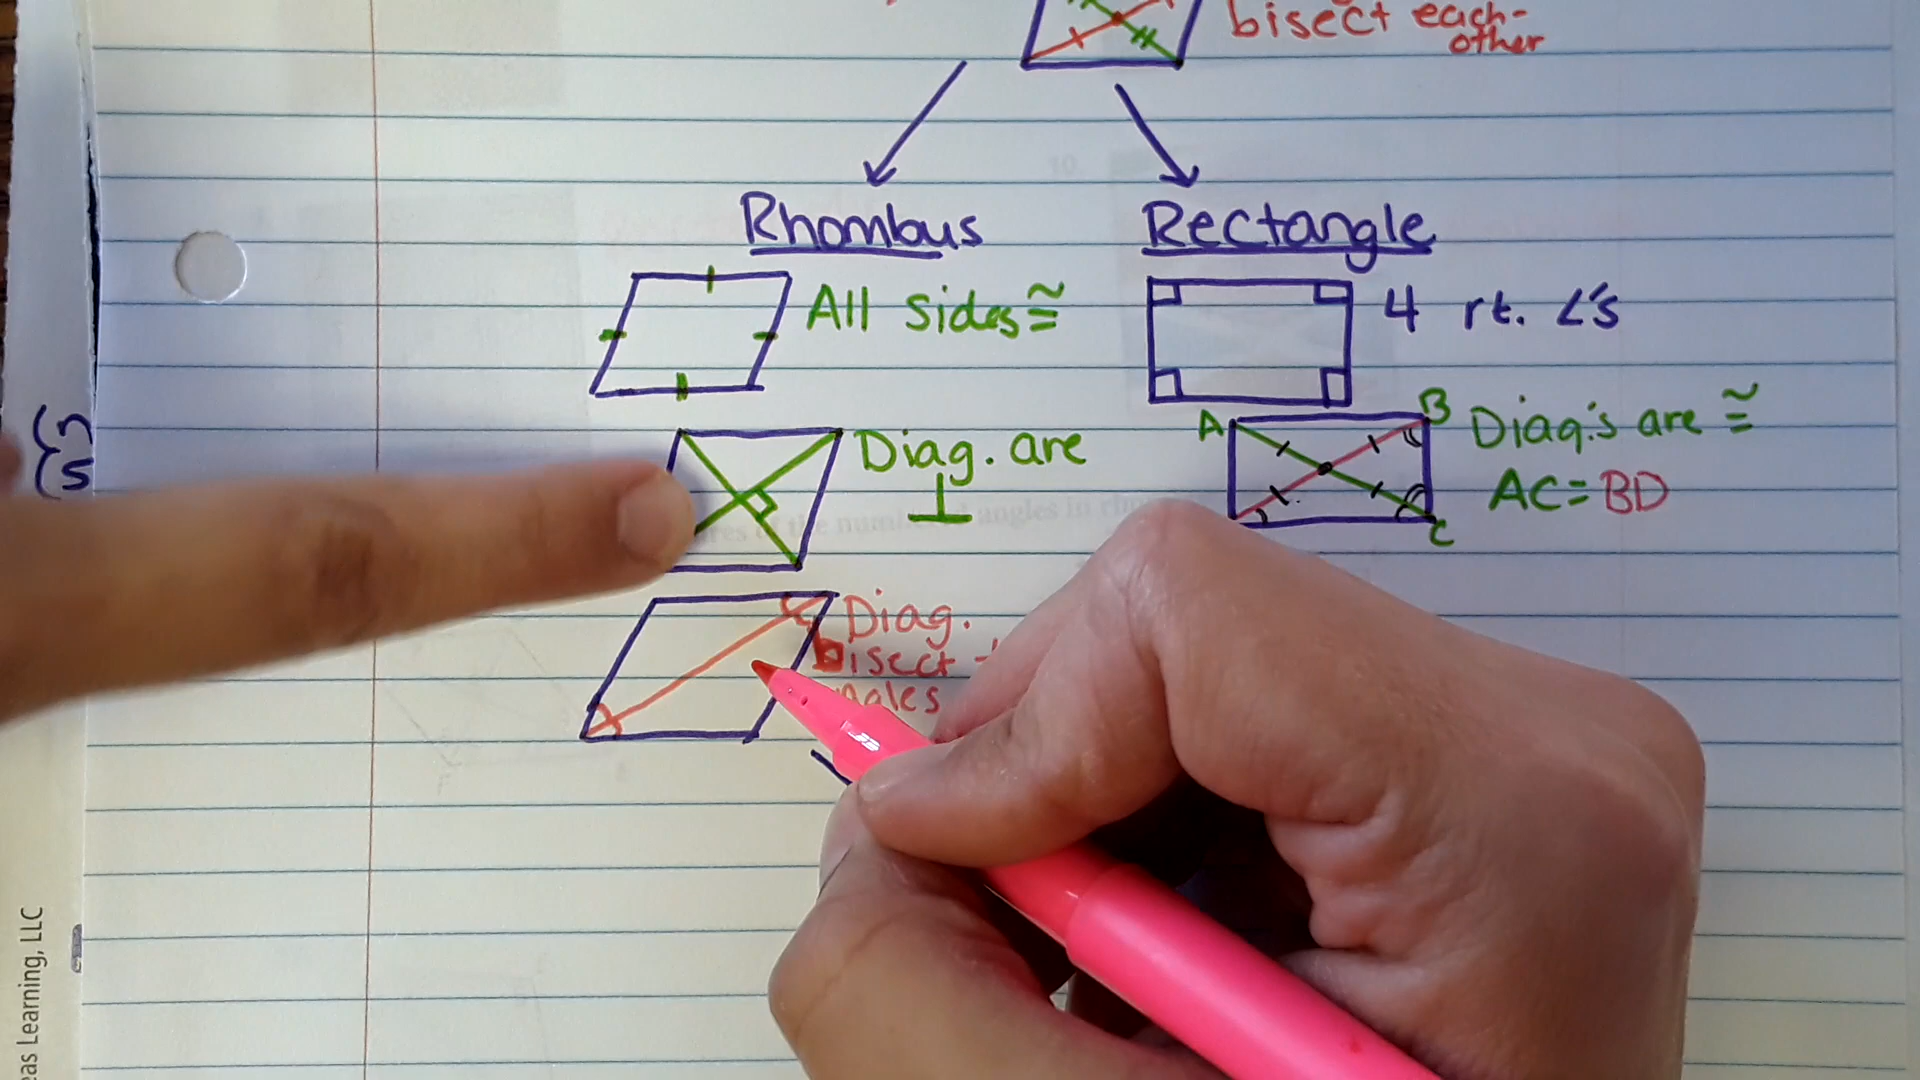 bisect each-
other
Rhombus
Rectangle
All sides ≅
4 rt. ∠'s
A
B
Diag. are
⊥
Diag.'s are ≅
AC = BD
C
Diag.
bisect
eas Learning, LLC